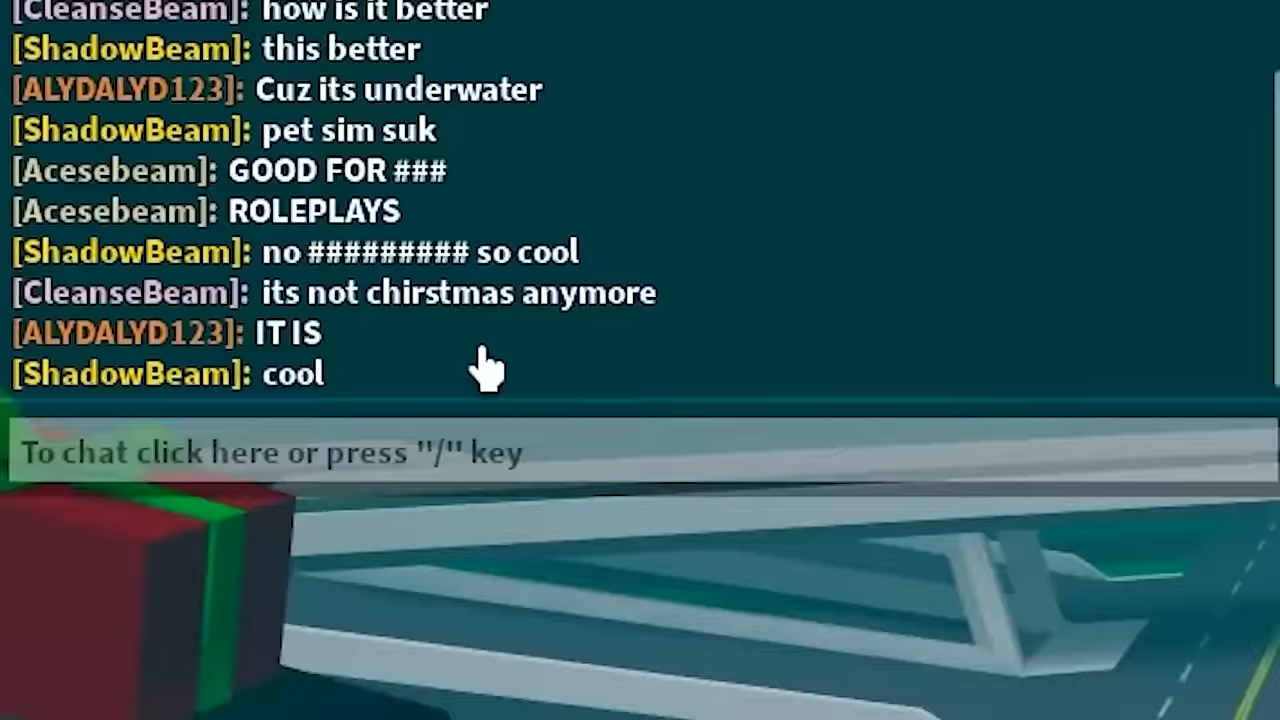 [CleanseBeam]: how is it better
[ShadowBeam]: this better
[ALYDALYD123]: Cuz its underwater
[ShadowBeam]: pet sim suk
[Acesebeam]: GOOD FOR ###
[Acesebeam]: ROLEPLAYS
[ShadowBeam]: no ######### so cool
[CleanseBeam]: its not chirstmas anymore
[ALYDALYD123]: IT IS
[ShadowBeam]: cool
To chat click here or press "/" key